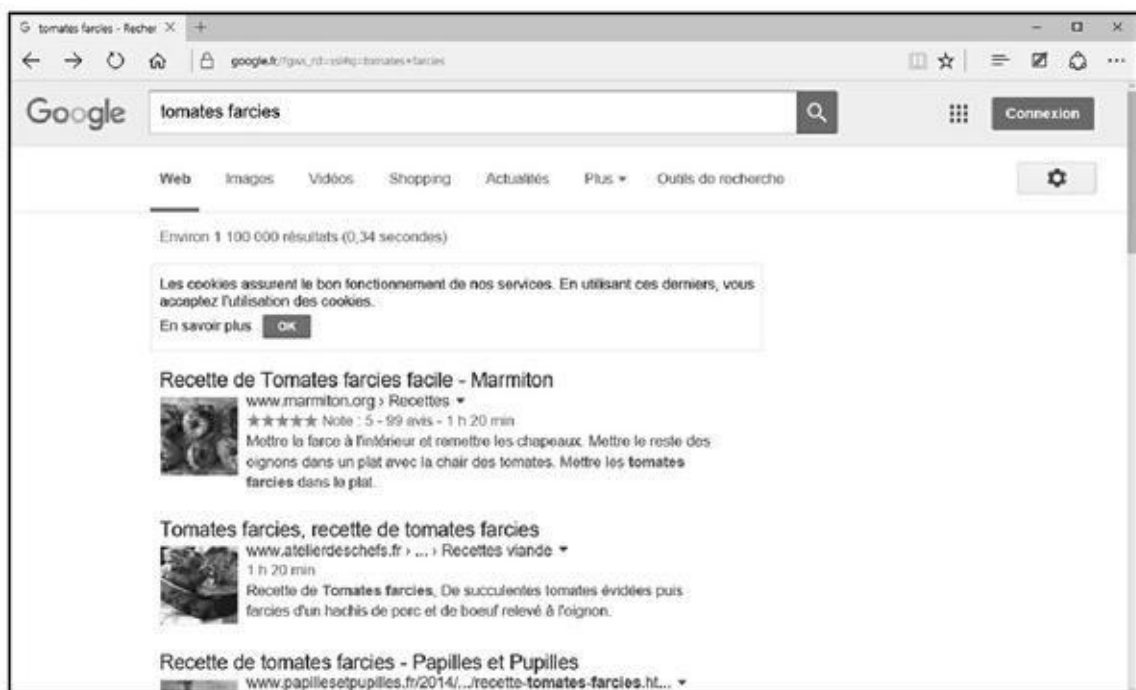 G tomates farcies - Recher × +
google.fr/?gws_rd=ssl#q=tomates+farcies
Google tomates farcies Connexion
Web Images Vidéos Shopping Actualités Plus Outils de recherche
Environ 1 100 000 résultats (0,34 secondes)
Les cookies assurent le bon fonctionnement de nos services. En utilisant ces derniers, vous
acceptez l'utilisation des cookies.
En savoir plus OK
Recette de Tomates farcies facile - Marmiton
www.marmiton.org › Recettes
★★★★★ Note : 5 - 99 avis - 1 h 20 min
Mettre la farce à l'intérieur et remettre les chapeaux. Mettre le reste des
oignons dans un plat avec la chair des tomates. Mettre les tomates
farcies dans le plat.
Tomates farcies, recette de tomates farcies
www.atelierdeschefs.fr › ... › Recettes viande
1 h 20 min
Recette de Tomates farcies, De succulentes tomates évidées puis
farcies d'un hachis de porc et de boeuf relevé à l'oignon.
Recette de tomates farcies - Papilles et Pupilles
www.papillesetpupilles.fr/2014/.../recette-tomates-farcies.ht...